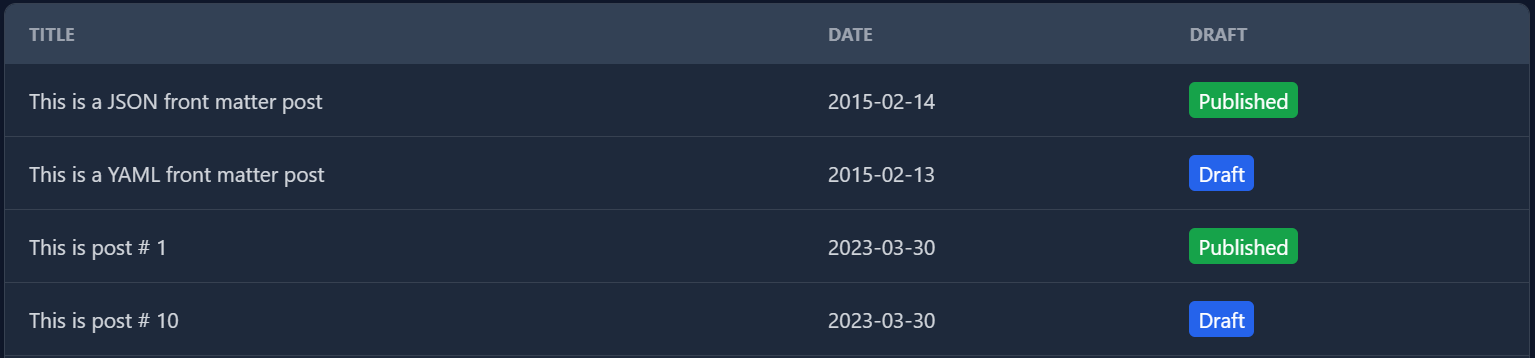 TITLE DATE DRAFT
This is a JSON front matter post 2015-02-14 Published
This is a YAML front matter post 2015-02-13 Draft
This is post # 1 2023-03-30 Published
This is post # 10 2023-03-30 Draft